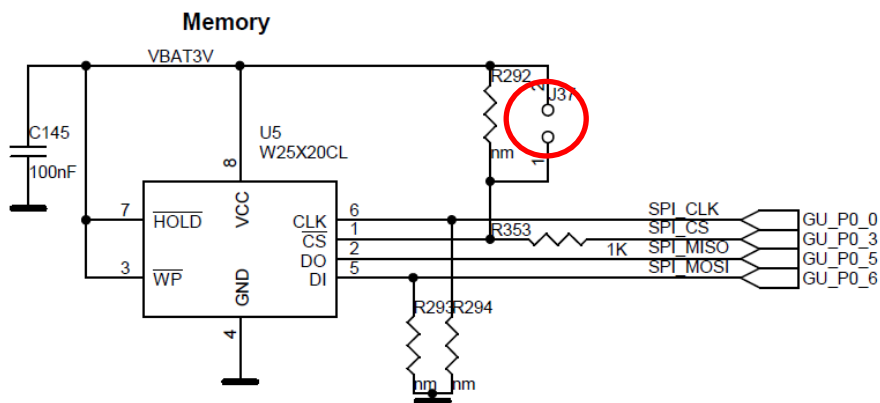 Memory
VBAT3V
R292
2
J37
C145
100nF
U5
W25X20CL
nm
1
8
7
HOLD
VCC
CLK
6
SPI_CLK
GU_P0_0
CS
1
R353
SPI_CS
GU_P0_3
DO
2
1K
SPI_MISO
GU_P0_5
3
WP
GND
DI
5
SPI_MOSI
GU_P0_6
4
R293
R294
nm
nm